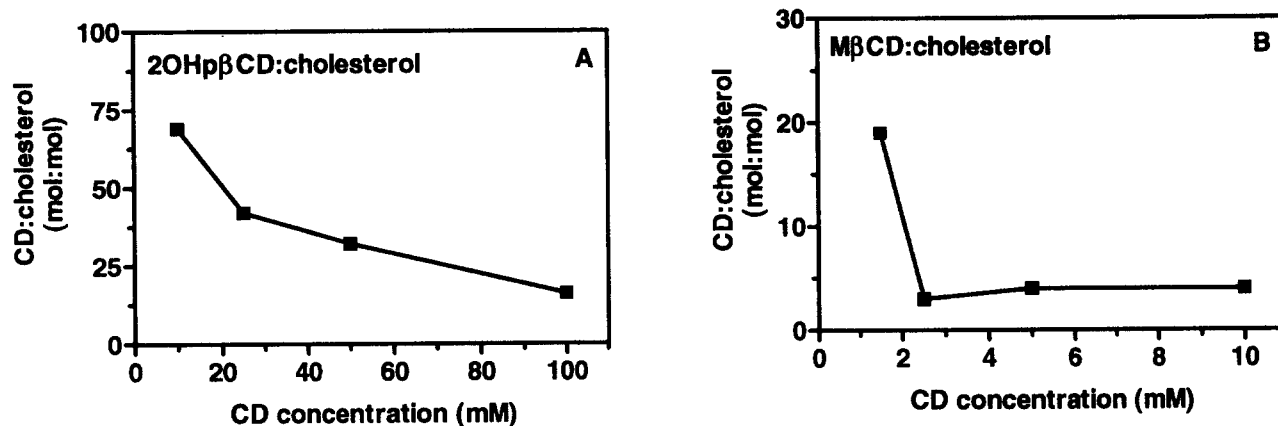 2OHpβCD:cholesterol
A
CD:cholesterol
(mol:mol)
100
75
50
25
0
0 20 40 60 80 100
CD concentration (mM)
MβCD:cholesterol
B
CD:cholesterol
(mol:mol)
30
20
10
0
0 2 4 6 8 10
CD concentration (mM)